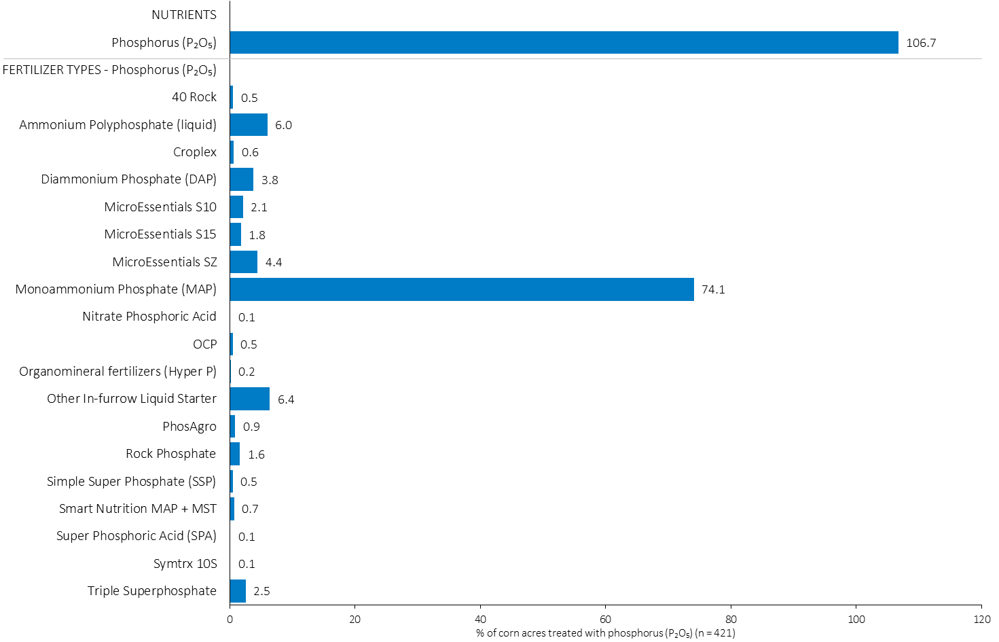 NUTRIENTS
Phosphorus (P₂O₅) 106.7
FERTILIZER TYPES - Phosphorus (P₂O₅)
40 Rock 0.5
Ammonium Polyphosphate (liquid) 6.0
Croplex 0.6
Diammonium Phosphate (DAP) 3.8
MicroEssentials S10 2.1
MicroEssentials S15 1.8
MicroEssentials SZ 4.4
Monoammonium Phosphate (MAP) 74.1
Nitrate Phosphoric Acid 0.1
OCP 0.5
Organomineral fertilizers (Hyper P) 0.2
Other In-furrow Liquid Starter 6.4
PhosAgro 0.9
Rock Phosphate 1.6
Simple Super Phosphate (SSP) 0.5
Smart Nutrition MAP + MST 0.7
Super Phosphoric Acid (SPA) 0.1
Symtrx 10S 0.1
Triple Superphosphate 2.5
0 20 40 60 80 100 120
% of corn acres treated with phosphorus (P₂O₅) (n = 421)